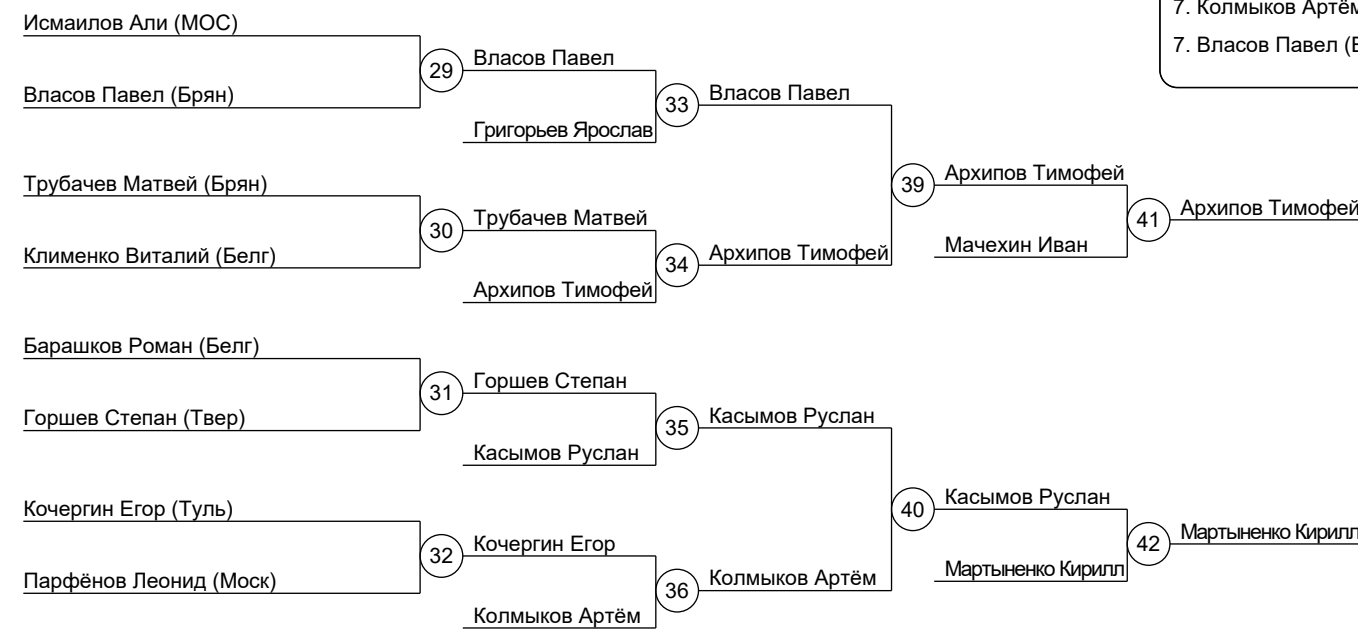 7. Колмыков Артём
7. Власов Павел (
Исмаилов Али (МОС)
Власов Павел (Брян)
29
Власов Павел
Григорьев Ярослав
33
Власов Павел
Трубачев Матвей (Брян)
Клименко Виталий (Белг)
30
Трубачев Матвей
Архипов Тимофей
34
Архипов Тимофей
39
Архипов Тимофей
Мачехин Иван
41
Архипов Тимофей
Барашков Роман (Белг)
Горшев Степан (Твер)
31
Горшев Степан
Касымов Руслан
35
Касымов Руслан
Кочергин Егор (Туль)
Парфёнов Леонид (Моск)
32
Кочергин Егор
Колмыков Артём
36
Колмыков Артём
40
Касымов Руслан
Мартыненко Кирилл
42
Мартыненко Кирилл